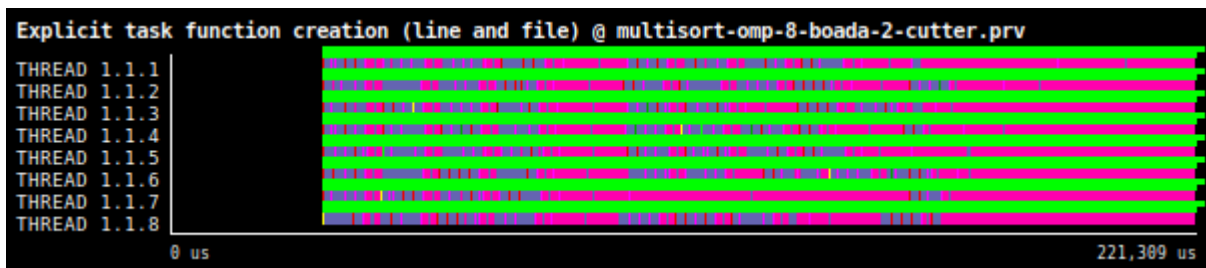 Explicit task function creation (line and file) @ multisort-omp-8-boada-2-cutter.prv
THREAD 1.1.1
THREAD 1.1.2
THREAD 1.1.3
THREAD 1.1.4
THREAD 1.1.5
THREAD 1.1.6
THREAD 1.1.7
THREAD 1.1.8
0 us
221,309 us